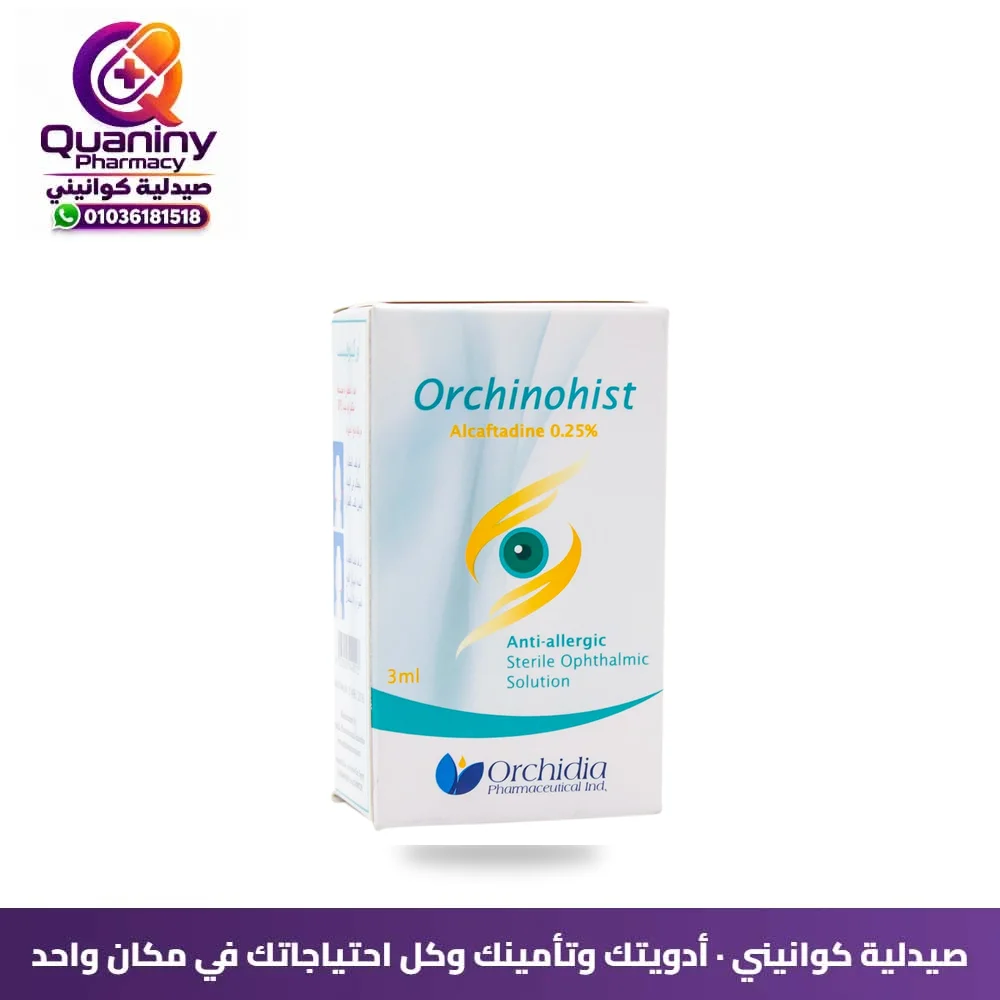 Quaniny
Pharmacy
صيدلية كوانيني
01036181518
Orchinohist
Alcaftadine 0.25%
Anti-allergic
Sterile Ophthalmic
Solution
3ml
Orchidia
Pharmaceutical Ind.
صيدلية كوانيني · أدويتك وتأمينك وكل احتياجاتك في مكان واحد